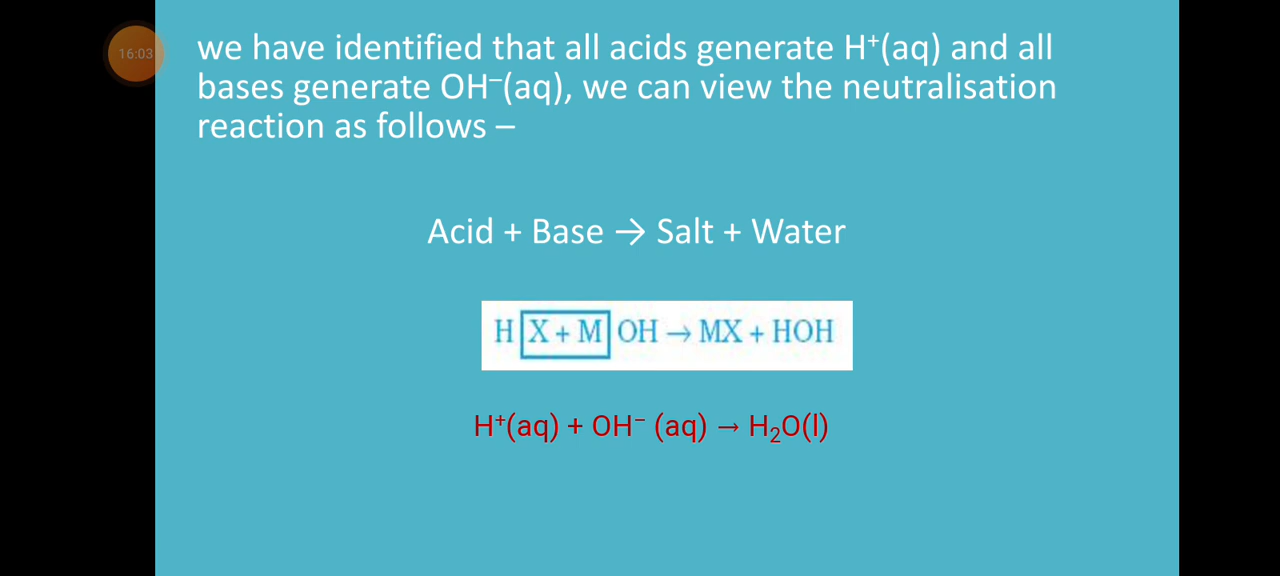 16:03
we have identified that all acids generate H⁺(aq) and all
bases generate OH⁻(aq), we can view the neutralisation
reaction as follows –
Acid + Base → Salt + Water
H X + M OH → MX + HOH
H⁺(aq) + OH⁻ (aq) → H₂O(l)